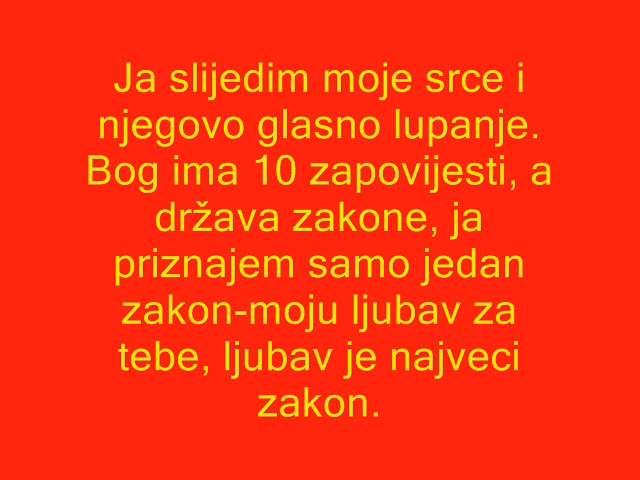 Ja slijedim moje srce i
njegovo glasno lupanje.
Bog ima 10 zapovijesti, a
država zakone, ja
priznajem samo jedan
zakon-moju ljubav za
tebe, ljubav je najveci
zakon.